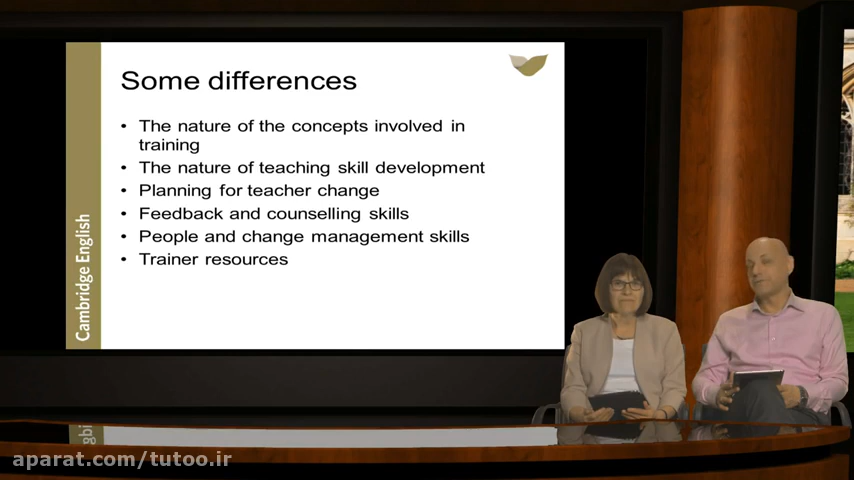 Some differences
• The nature of the concepts involved in
training
• The nature of teaching skill development
• Planning for teacher change
• Feedback and counselling skills
• People and change management skills
• Trainer resources
Cambridge English
aparat.com/tutoo.ir